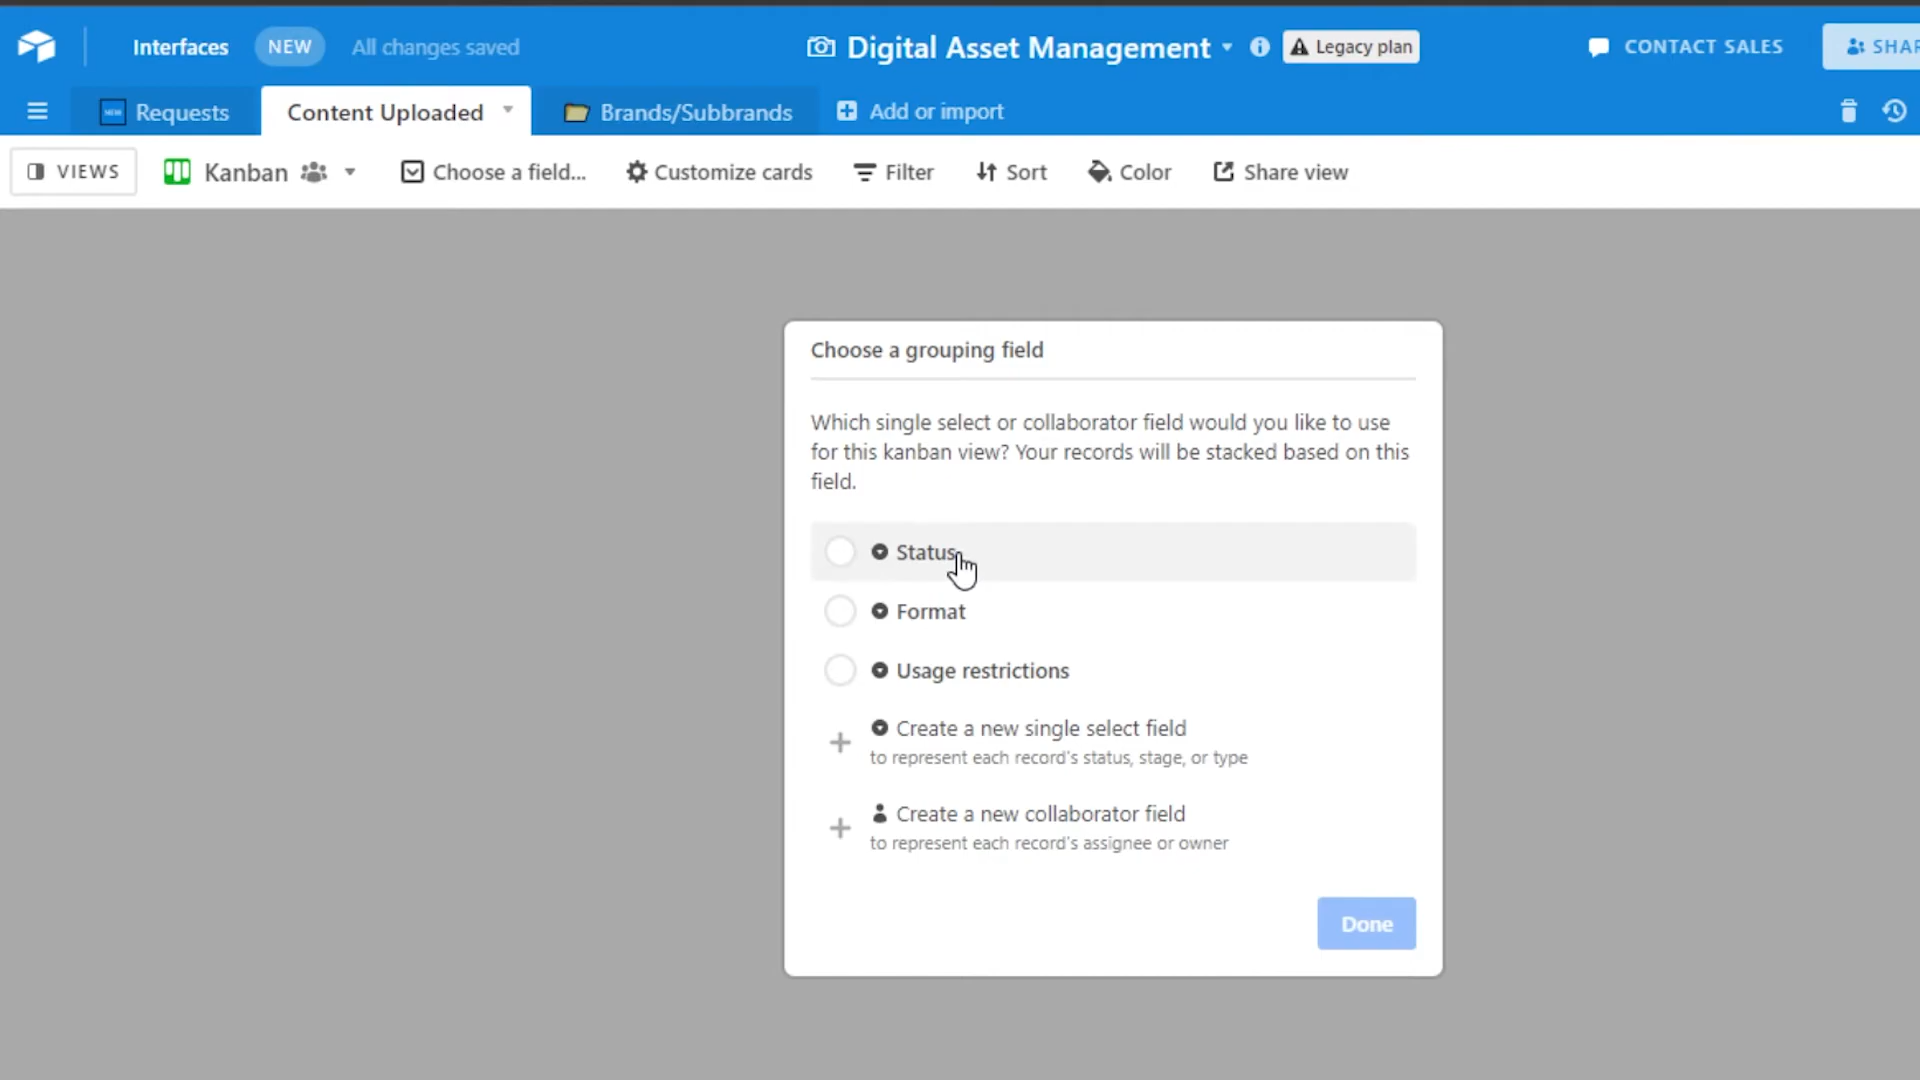 Interfaces NEW All changes saved Digital Asset Management Legacy plan CONTACT SALES SHAR
NEW Requests Content Uploaded Brands/Subbrands Add or import
VIEWS Kanban Choose a field... Customize cards Filter Sort Color Share view
Choose a grouping field
Which single select or collaborator field would you like to use
for this kanban view? Your records will be stacked based on this
field.
Status
Format
Usage restrictions
Create a new single select field
to represent each record's status, stage, or type
Create a new collaborator field
to represent each record's assignee or owner
Done